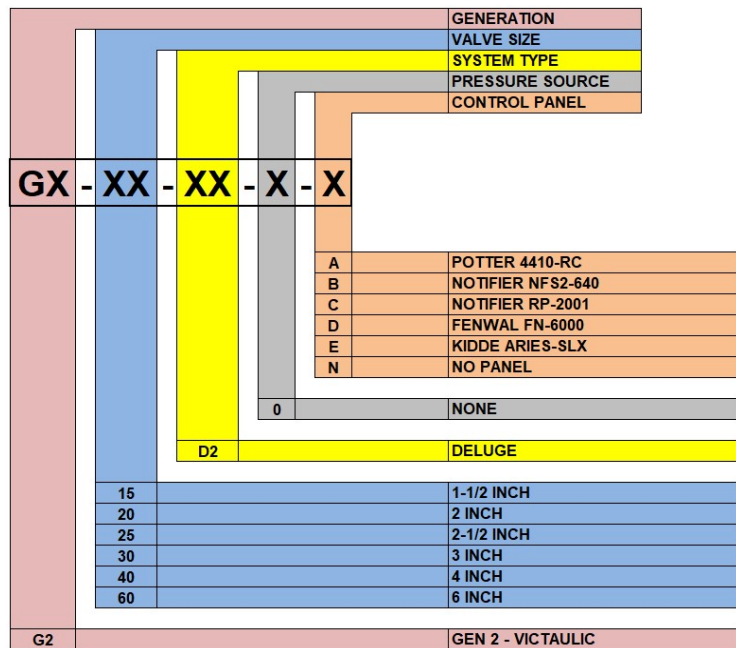 GENERATION
VALVE SIZE
SYSTEM TYPE
PRESSURE SOURCE
CONTROL PANEL
GX - XX - XX - X - X
A POTTER 4410-RC
B NOTIFIER NFS2-640
C NOTIFIER RP-2001
D FENWAL FN-6000
E KIDDE ARIES-SLX
N NO PANEL
0 NONE
D2 DELUGE
15 1-1/2 INCH
20 2 INCH
25 2-1/2 INCH
30 3 INCH
40 4 INCH
60 6 INCH
G2 GEN 2 - VICTAULIC